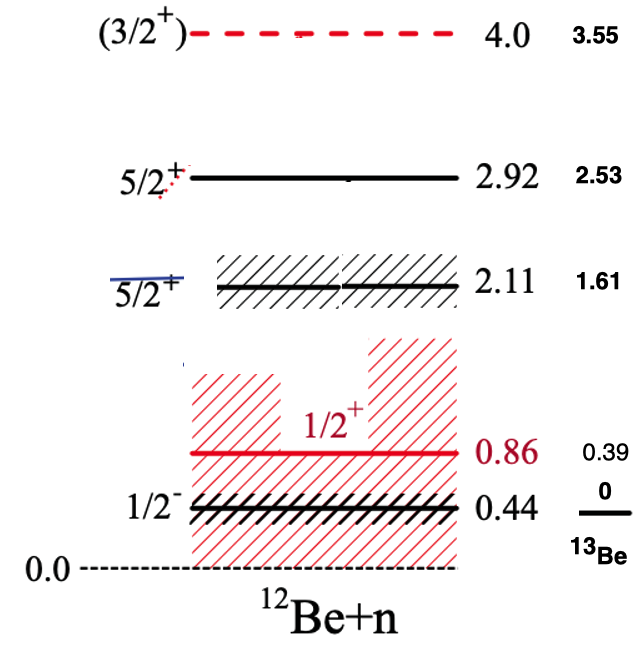 (3/2+) 4.0 3.55
5/2+ 2.92 2.53
5/2+ 2.11 1.61
1/2+
0.86 0.39
0
1/2- 0.44
13Be
0.0
12Be+n